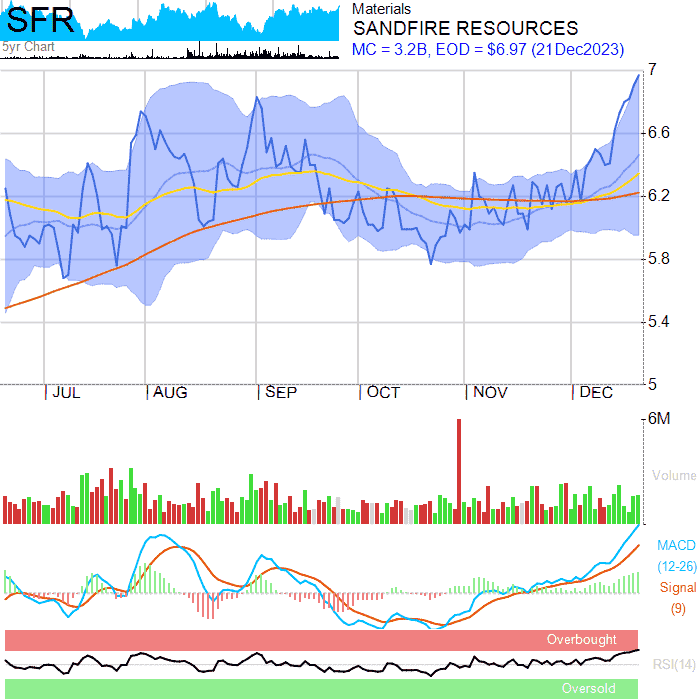 SFR
5yr Chart
Materials
SANDFIRE RESOURCES
MC = 3.2B, EOD = $6.97 (21Dec2023)
7
6.6
6.2
5.8
5.4
5
JUL AUG SEP OCT NOV DEC
6M
Volume
MACD
(12-26)
Signal
(9)
Overbought
RSI(14)
Oversold